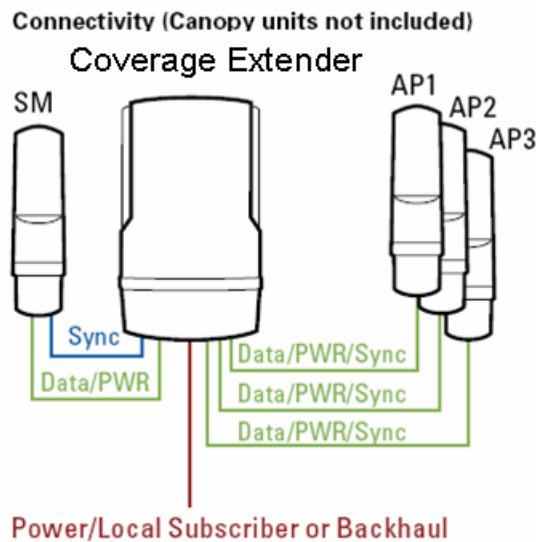 Connectivity (Canopy units not included)
Coverage Extender
SM
AP1
AP2
AP3
Sync
Data/PWR
Data/PWR/Sync
Data/PWR/Sync
Data/PWR/Sync
Power/Local Subscriber or Backhaul